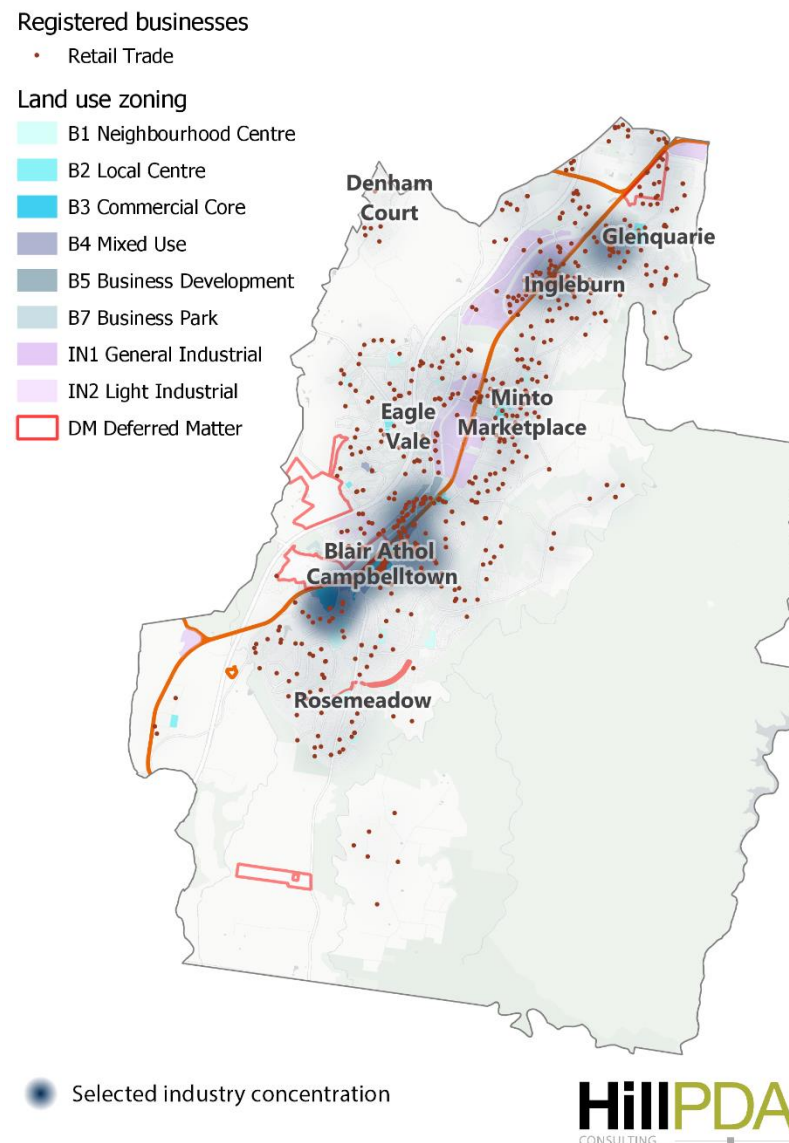 Registered businesses
Retail Trade
Land use zoning
B1 Neighbourhood Centre
B2 Local Centre
B3 Commercial Core
B4 Mixed Use
B5 Business Development
B7 Business Park
IN1 General Industrial
IN2 Light Industrial
DM Deferred Matter
Denham
Court
Glenquarie
Ingleburn
Minto
Marketplace
Eagle
Vale
Blair Athol
Campbelltown
Rosemeadow
Selected industry concentration
HillPDA
CONSULTING